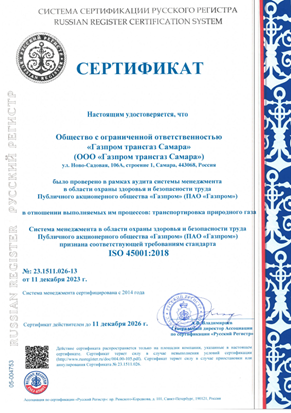 СИСТЕМА СЕРТИФИКАЦИИ РУССКОГО РЕГИСТРА
RUSSIAN REGISTER CERTIFICATION SYSTEM
СЕРТИФИКАТ
Настоящим удостоверяется, что
Общество с ограниченной ответственностью
«Газпром трансгаз Самара»
(ООО «Газпром трансгаз Самара»)
ул. Ново-Садовая, 106А, строение 1, Самара, 443068, Россия
было проверено в рамках аудита системы менеджмента
в области охраны здоровья и безопасности труда
Публичного акционерного общества «Газпром» (ПАО «Газпром»)
в отношении выполняемых им процессов: транспортировка природного газа
Система менеджмента в области охраны здоровья и безопасности труда
Публичного акционерного общества «Газпром» (ПАО «Газпром»)
признана соответствующей требованиям стандарта
ISO 45001:2018
№: 23.1511.026-13
от 11 декабря 2023 г.
Система менеджмента сертифицирована с 2014 года
Сертификат действителен до 11 декабря 2026 г.
RUSSIAN REGISTER РУССКИЙ РЕГИСТР